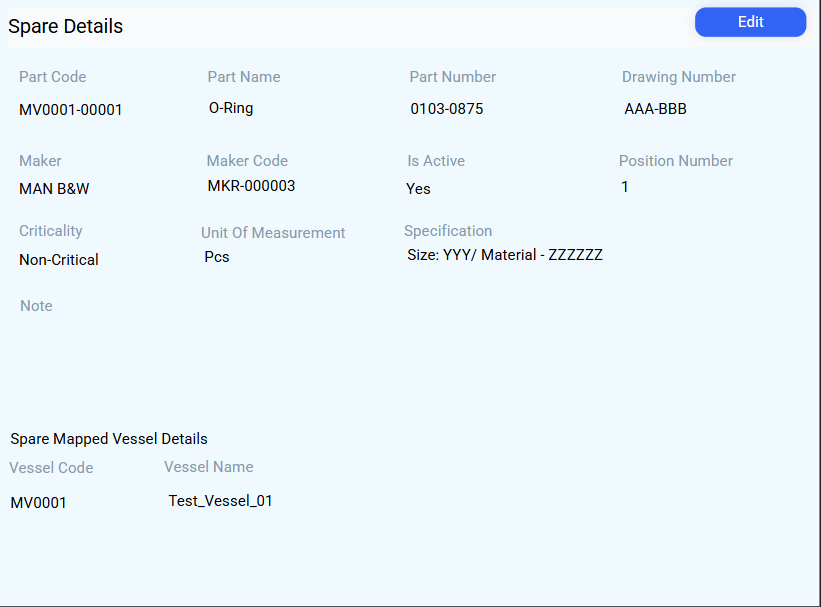 Spare Details
Edit
Part Code Part Name Part Number Drawing Number
MV0001-00001 O-Ring 0103-0875 AAA-BBB
Maker Maker Code Is Active Position Number
MAN B&W MKR-000003 Yes 1
Criticality Unit Of Measurement Specification
Non-Critical Pcs Size: YYY/ Material - ZZZZZZ
Note
Spare Mapped Vessel Details
Vessel Code Vessel Name
MV0001 Test_Vessel_01